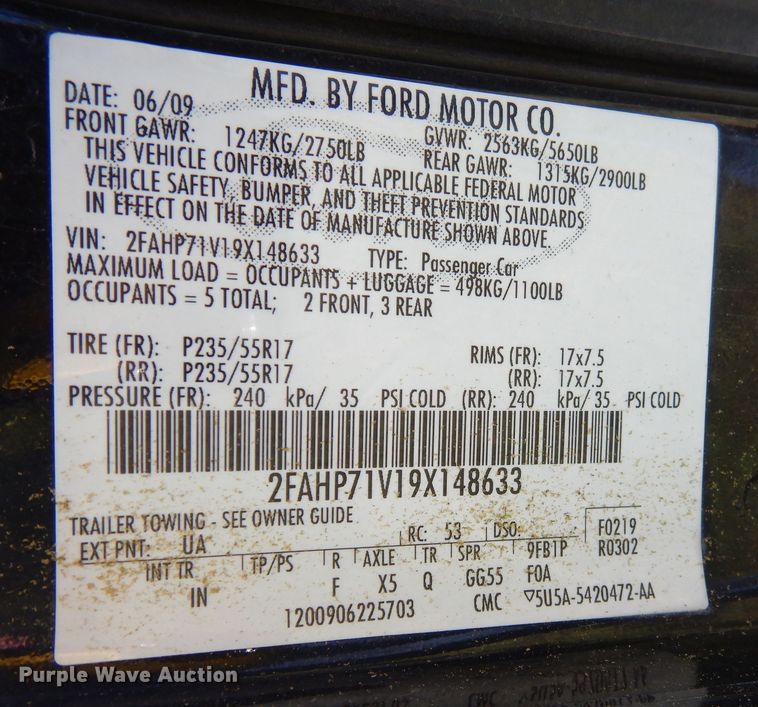 MFD. BY FORD MOTOR CO.
DATE: 06/09
GVWR: 2563KG/5650LB
FRONT GAWR: 1247KG/2750LB
REAR GAWR: 1315KG/2900LB
THIS VEHICLE CONFORMS TO ALL APPLICABLE FEDERAL MOTOR
VEHICLE SAFETY, BUMPER, AND THEFT PREVENTION STANDARDS
IN EFFECT ON THE DATE OF MANUFACTURE SHOWN ABOVE.
VIN: 2FAHP71V19X148633 TYPE: Passenger Car
MAXIMUM LOAD = OCCUPANTS + LUGGAGE = 498KG/1100LB
OCCUPANTS = 5 TOTAL; 2 FRONT, 3 REAR
TIRE (FR): P235/55R17 RIMS (FR): 17x7.5
(RR): P235/55R17 (RR): 17x7.5
PRESSURE (FR): 240 kPa/ 35 PSI COLD (RR): 240 kPa/ 35 PSI COLD
2FAHP71V19X148633
TRAILER TOWING - SEE OWNER GUIDE
F0219
EXT PNT: UA RC: 53 DSO: R0302
INT TR TP/PS R AXLE TR SPR 9FB1P
IN F X5 Q GG55 F0A
1200906225703 CMC 5U5A-5420472-AA
Purple Wave Auction